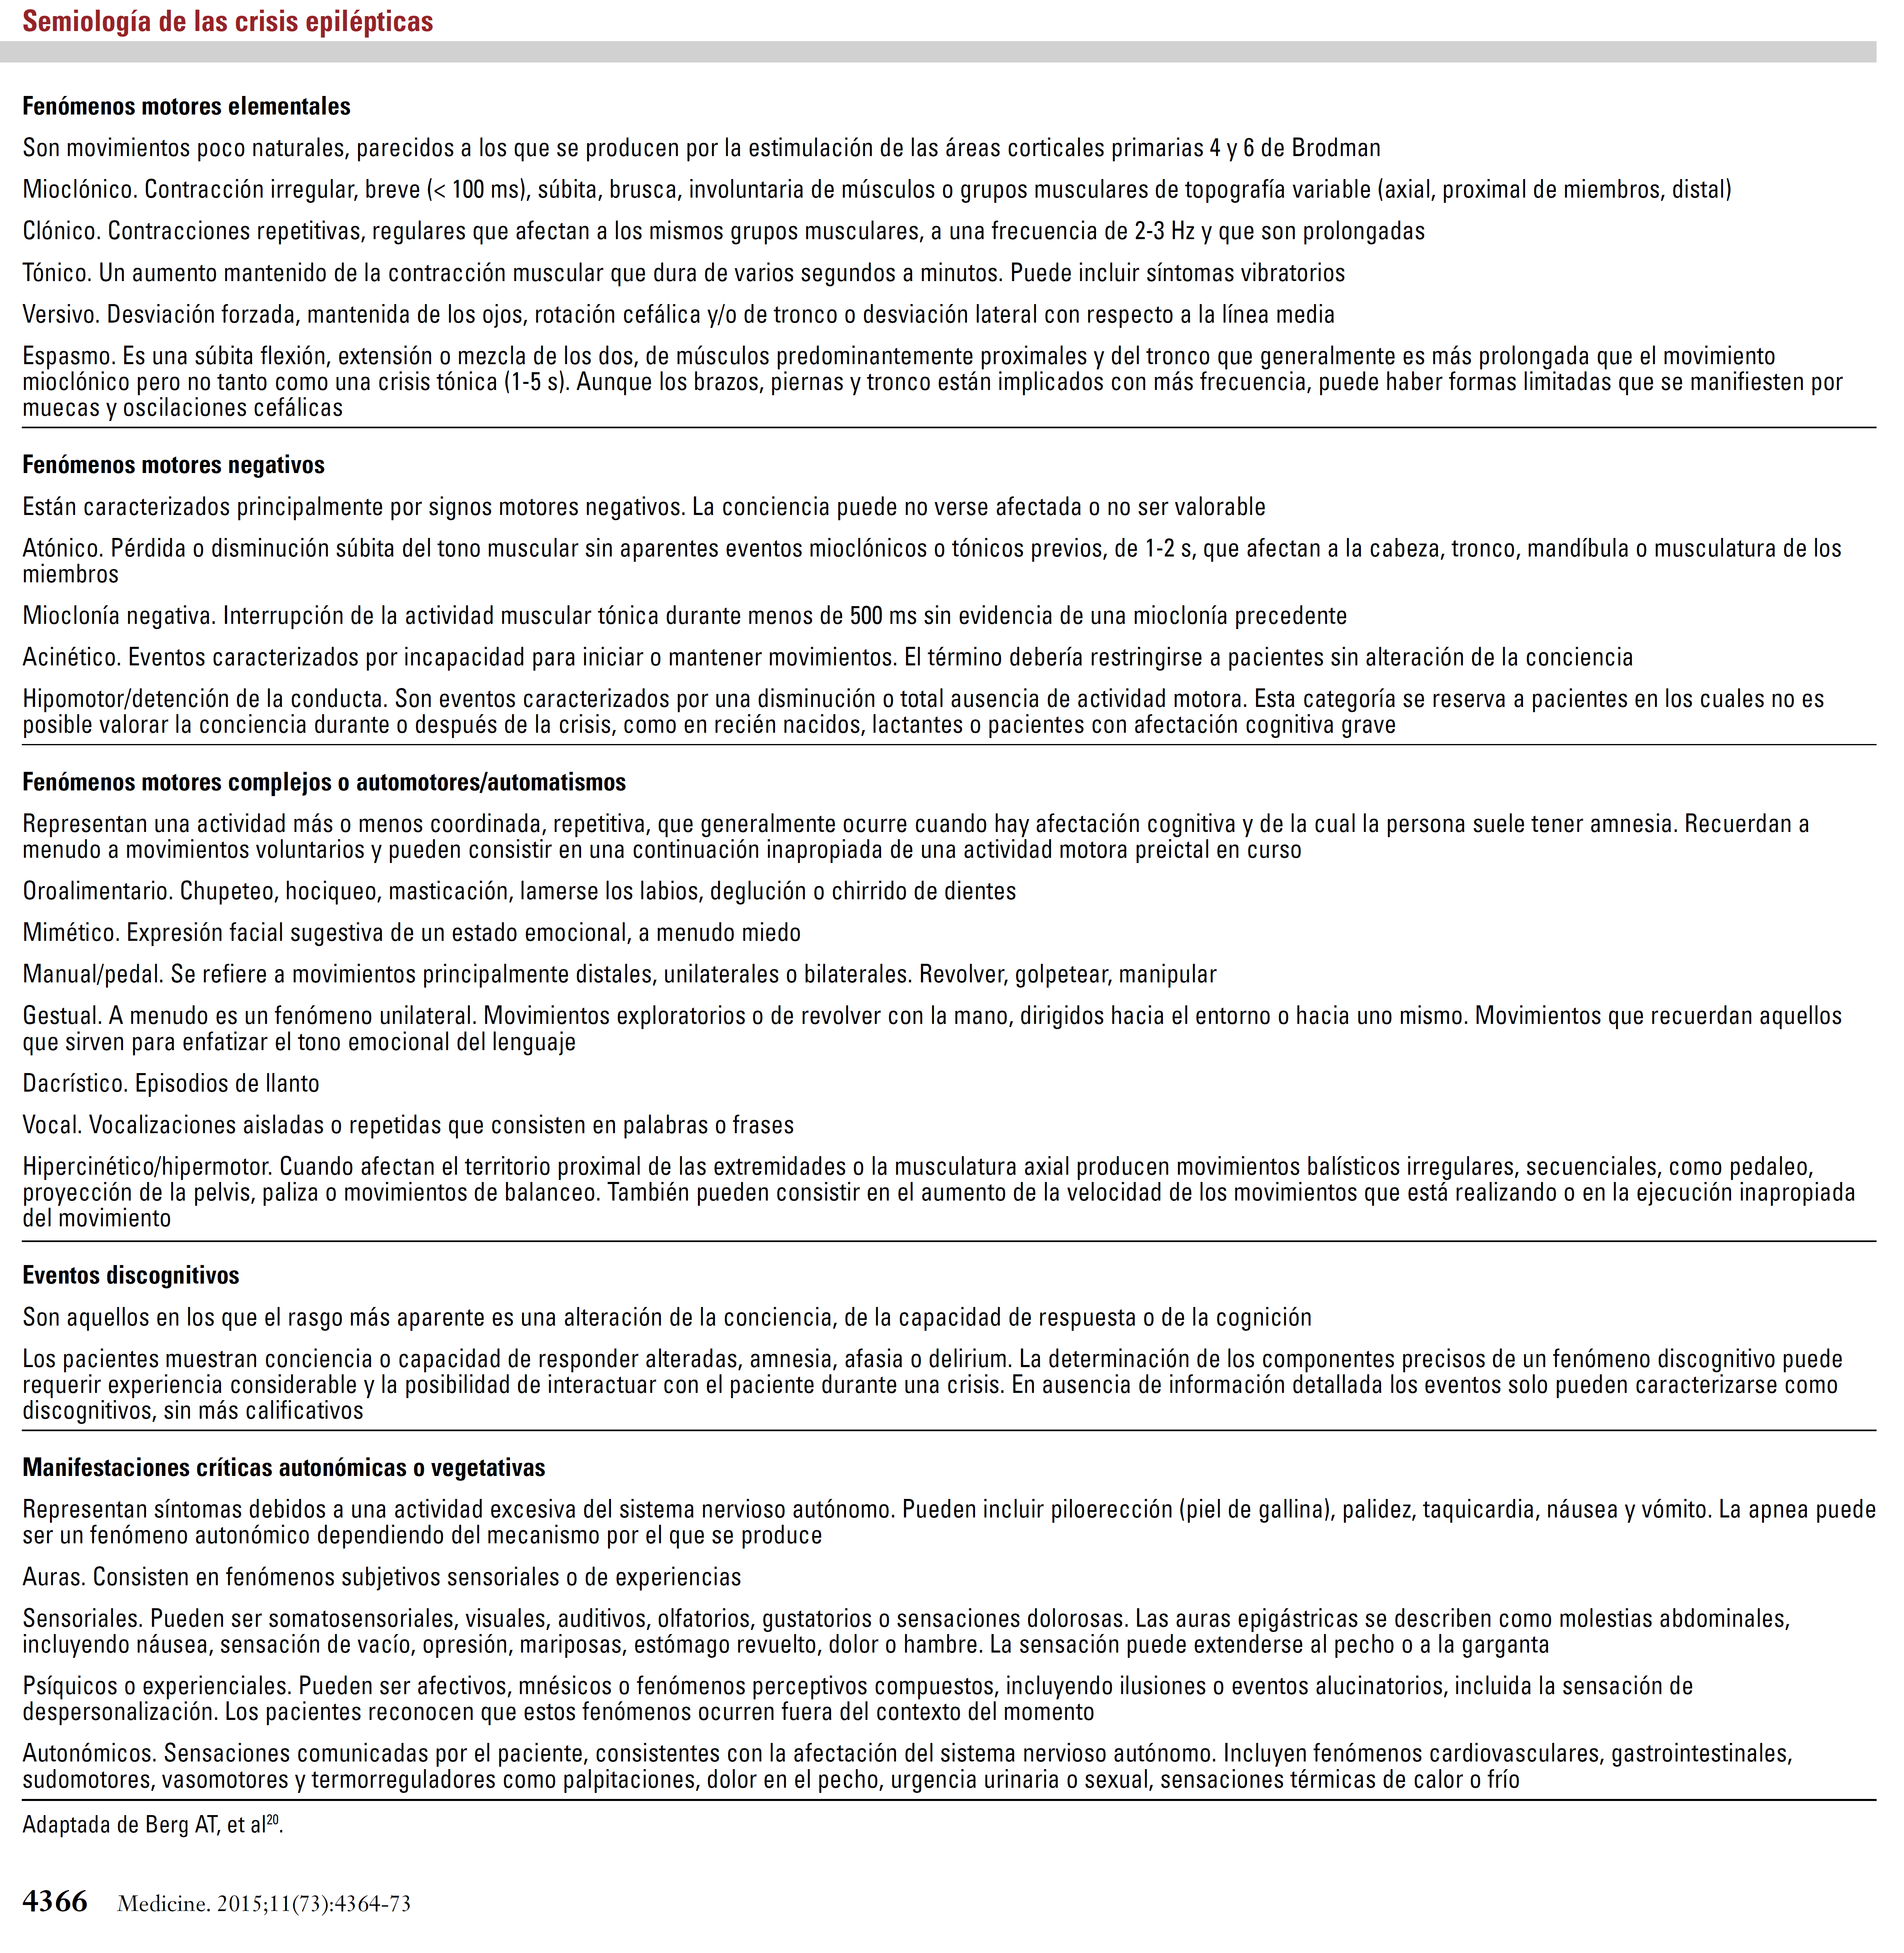 Semiología de las crisis epilépticas
Fenómenos motores elementales
Son movimientos poco naturales, parecidos a los que se producen por la estimulación de las áreas corticales primarias 4 y 6 de Brodman
Mioclónico. Contracción irregular, breve (< 100 ms), súbita, brusca, involuntaria de músculos o grupos musculares de topografía variable (axial, proximal de miembros, distal)
Clónico. Contracciones repetitivas, regulares que afectan a los mismos grupos musculares, a una frecuencia de 2-3 Hz y que son prolongadas
Tónico. Un aumento mantenido de la contracción muscular que dura de varios segundos a minutos. Puede incluir síntomas vibratorios
Versivo. Desviación forzada, mantenida de los ojos, rotación cefálica y/o de tronco o desviación lateral con respecto a la línea media
Espasmo. Es una súbita flexión, extensión o mezcla de los dos, de músculos predominantemente proximales y del tronco que generalmente es más prolongada que el movimiento
mioclónico pero no tanto como una crisis tónica (1-5 s). Aunque los brazos, piernas y tronco están implicados con más frecuencia, puede haber formas limitadas que se manifiesten por
muecas y oscilaciones cefálicas
Fenómenos motores negativos
Están caracterizados principalmente por signos motores negativos. La conciencia puede no verse afectada o no ser valorable
Atónico. Pérdida o disminución súbita del tono muscular sin aparentes eventos mioclónicos o tónicos previos, de 1-2 s, que afectan a la cabeza, tronco, mandíbula o musculatura de los
miembros
Mioclonía negativa. Interrupción de la actividad muscular tónica durante menos de 500 ms sin evidencia de una mioclonía precedente
Acinético. Eventos caracterizados por incapacidad para iniciar o mantener movimientos. El término debería restringirse a pacientes sin alteración de la conciencia
Hipomotor/detención de la conducta. Son eventos caracterizados por una disminución o total ausencia de actividad motora. Esta categoría se reserva a pacientes en los cuales no es
posible valorar la conciencia durante o después de la crisis, como en recién nacidos, lactantes o pacientes con afectación cognitiva grave
Fenómenos motores complejos o automotores/automatismos
Representan una actividad más o menos coordinada, repetitiva, que generalmente ocurre cuando hay afectación cognitiva y de la cual la persona suele tener amnesia. Recuerdan a
menudo a movimientos voluntarios y pueden consistir en una continuación inapropiada de una actividad motora preictal en curso
Oroalimentario. Chupeteo, hociqueo, masticación, lamerse los labios, deglución o chirrido de dientes
Mimético. Expresión facial sugestiva de un estado emocional, a menudo miedo
Manual/pedal. Se refiere a movimientos principalmente distales, unilaterales o bilaterales. Revolver, golpetear, manipular
Gestual. A menudo es un fenómeno unilateral. Movimientos exploratorios o de revolver con la mano, dirigidos hacia el entorno o hacia uno mismo. Movimientos que recuerdan aquellos
que sirven para enfatizar el tono emocional del lenguaje
Dacrístico. Episodios de llanto
Vocal. Vocalizaciones aisladas o repetidas que consisten en palabras o frases
Hipercinético/hipermotor. Cuando afectan el territorio proximal de las extremidades o la musculatura axial producen movimientos balísticos irregulares, secuenciales, como pedaleo,
proyección de la pelvis, paliza o movimientos de balanceo. También pueden consistir en el aumento de la velocidad de los movimientos que está realizando o en la ejecución inapropiada
del movimiento
Eventos discognitivos
Son aquellos en los que el rasgo más aparente es una alteración de la conciencia, de la capacidad de respuesta o de la cognición
Los pacientes muestran conciencia o capacidad de responder alteradas, amnesia, afasia o delirium. La determinación de los componentes precisos de un fenómeno discognitivo puede
requerir experiencia considerable y la posibilidad de interactuar con el paciente durante una crisis. En ausencia de información detallada los eventos solo pueden caracterizarse como
discognitivos, sin más calificativos
Manifestaciones críticas autonómicas o vegetativas
Representan síntomas debidos a una actividad excesiva del sistema nervioso autónomo. Pueden incluir piloerección (piel de gallina), palidez, taquicardia, náusea y vómito. La apnea puede
ser un fenómeno autonómico dependiendo del mecanismo por el que se produce
Auras. Consisten en fenómenos subjetivos sensoriales o de experiencias
Sensoriales. Pueden ser somatosensoriales, visuales, auditivos, olfatorios, gustatorios o sensaciones dolorosas. Las auras epigástricas se describen como molestias abdominales,
incluyendo náusea, sensación de vacío, opresión, mariposas, estómago revuelto, dolor o hambre. La sensación puede extenderse al pecho o a la garganta
Psíquicos o experienciales. Pueden ser afectivos, mnésicos o fenómenos perceptivos compuestos, incluyendo ilusiones o eventos alucinatorios, incluida la sensación de
despersonalización. Los pacientes reconocen que estos fenómenos ocurren fuera del contexto del momento
Autonómicos. Sensaciones comunicadas por el paciente, consistentes con la afectación del sistema nervioso autónomo. Incluyen fenómenos cardiovasculares, gastrointestinales,
sudomotores, vasomotores y termorreguladores como palpitaciones, dolor en el pecho, urgencia urinaria o sexual, sensaciones térmicas de calor o frío
Adaptada de Berg AT, et al20.
4366 Medicine. 2015;11(73):4364-73